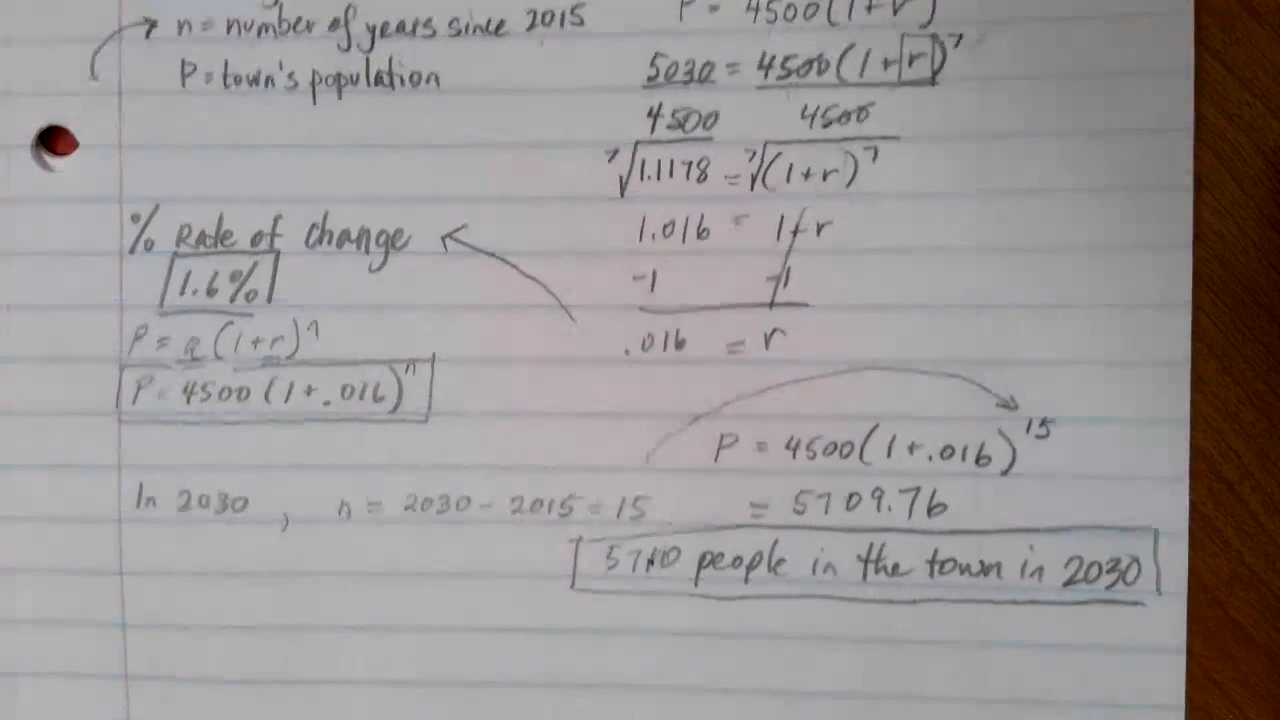 n = number of years since 2015
P = town's population
P = 4500(1+r)
5030 = 4500(1+r)⁷
4500 4500
⁷√1.1178 = ⁷√(1+r)⁷
1.016 = 1+r
-1 -1
.016 = r
% Rate of change
1.6%
P = a(1+r)ⁿ
P = 4500(1+.016)ⁿ
P = 4500(1+.016)¹⁵
In 2030, n = 2030 - 2015 = 15
= 5709.76
5710 people in the town in 2030